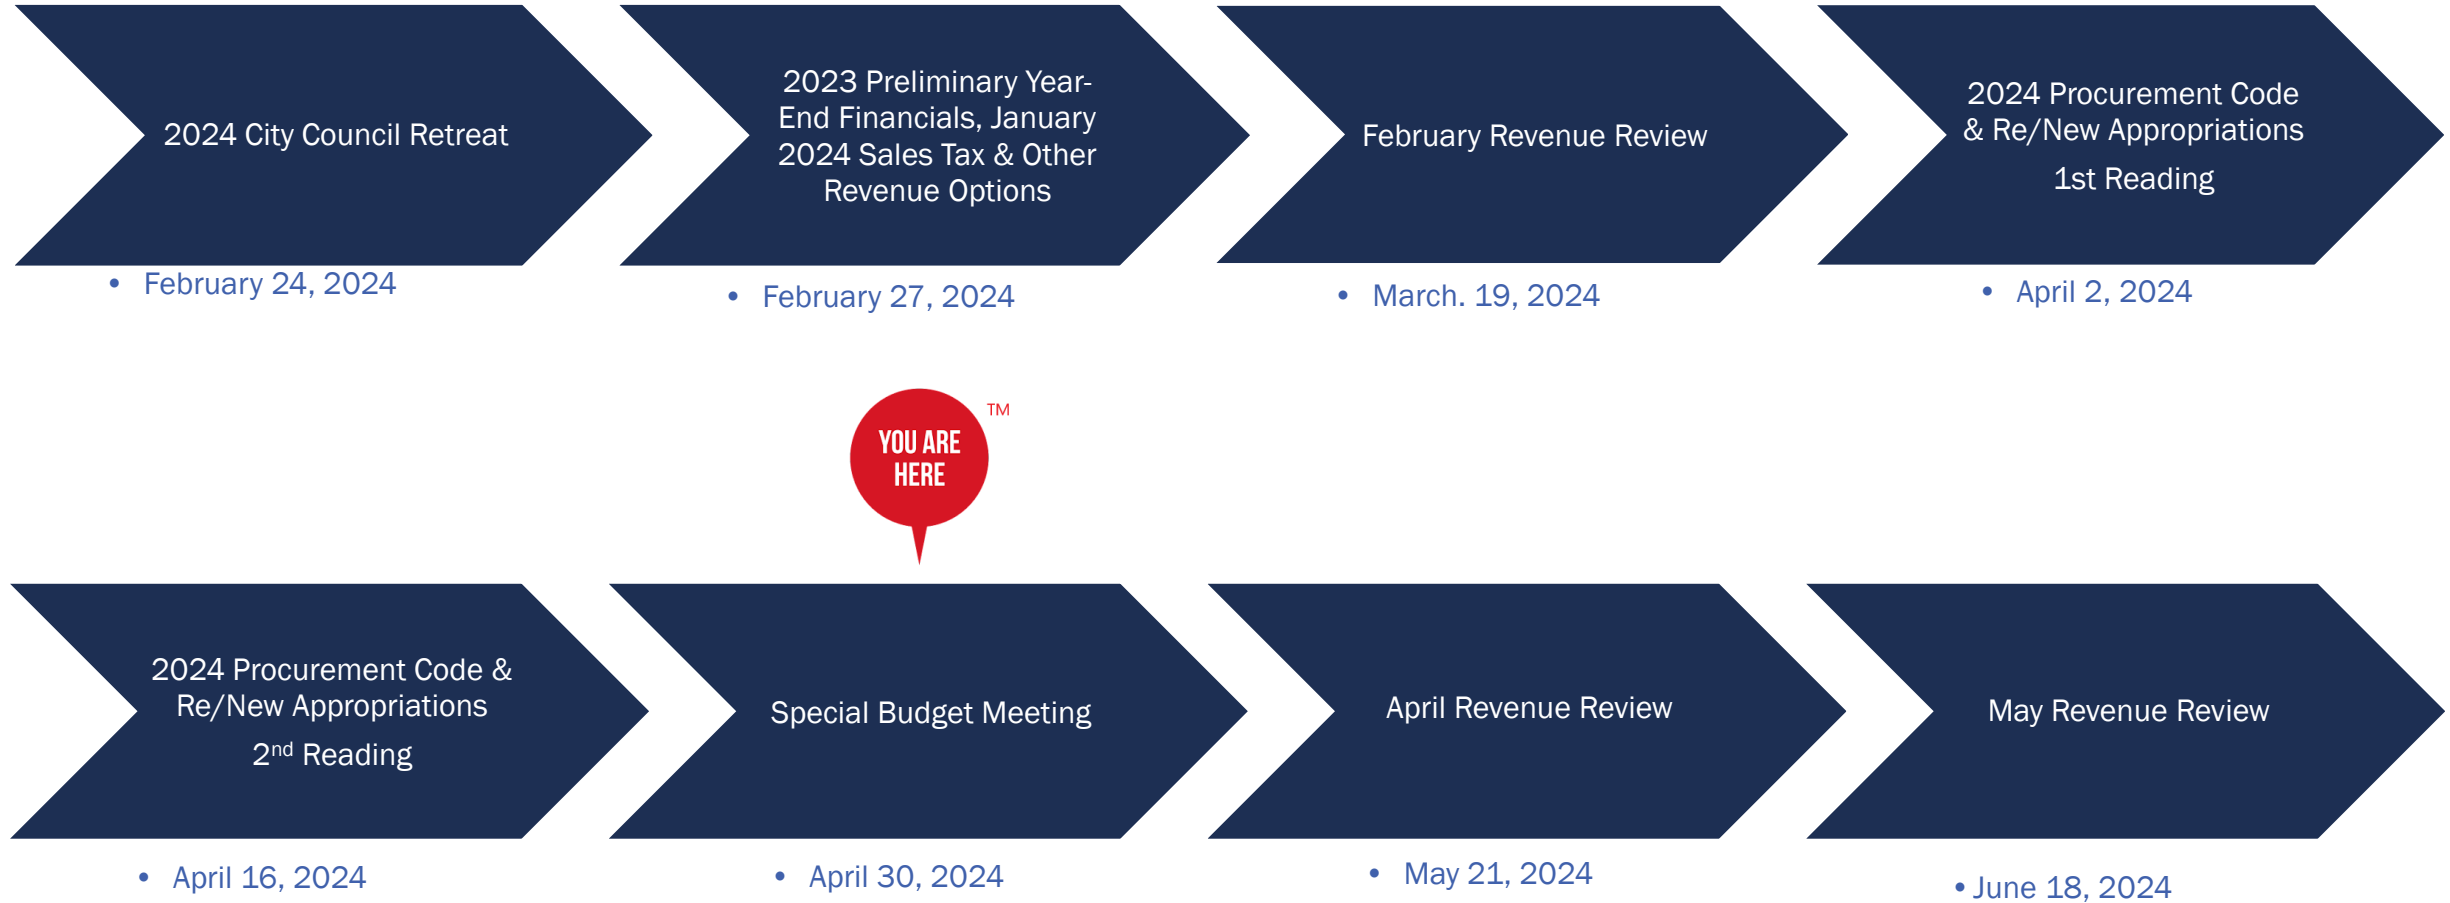 2024 City Council Retreat
• February 24, 2024
2023 Preliminary Year-
End Financials, January
2024 Sales Tax & Other
Revenue Options
• February 27, 2024
February Revenue Review
• March. 19, 2024
2024 Procurement Code
& Re/New Appropriations
1st Reading
• April 2, 2024
YOU ARE
HERE
TM
2024 Procurement Code &
Re/New Appropriations
2nd Reading
• April 16, 2024
Special Budget Meeting
• April 30, 2024
April Revenue Review
• May 21, 2024
May Revenue Review
• June 18, 2024